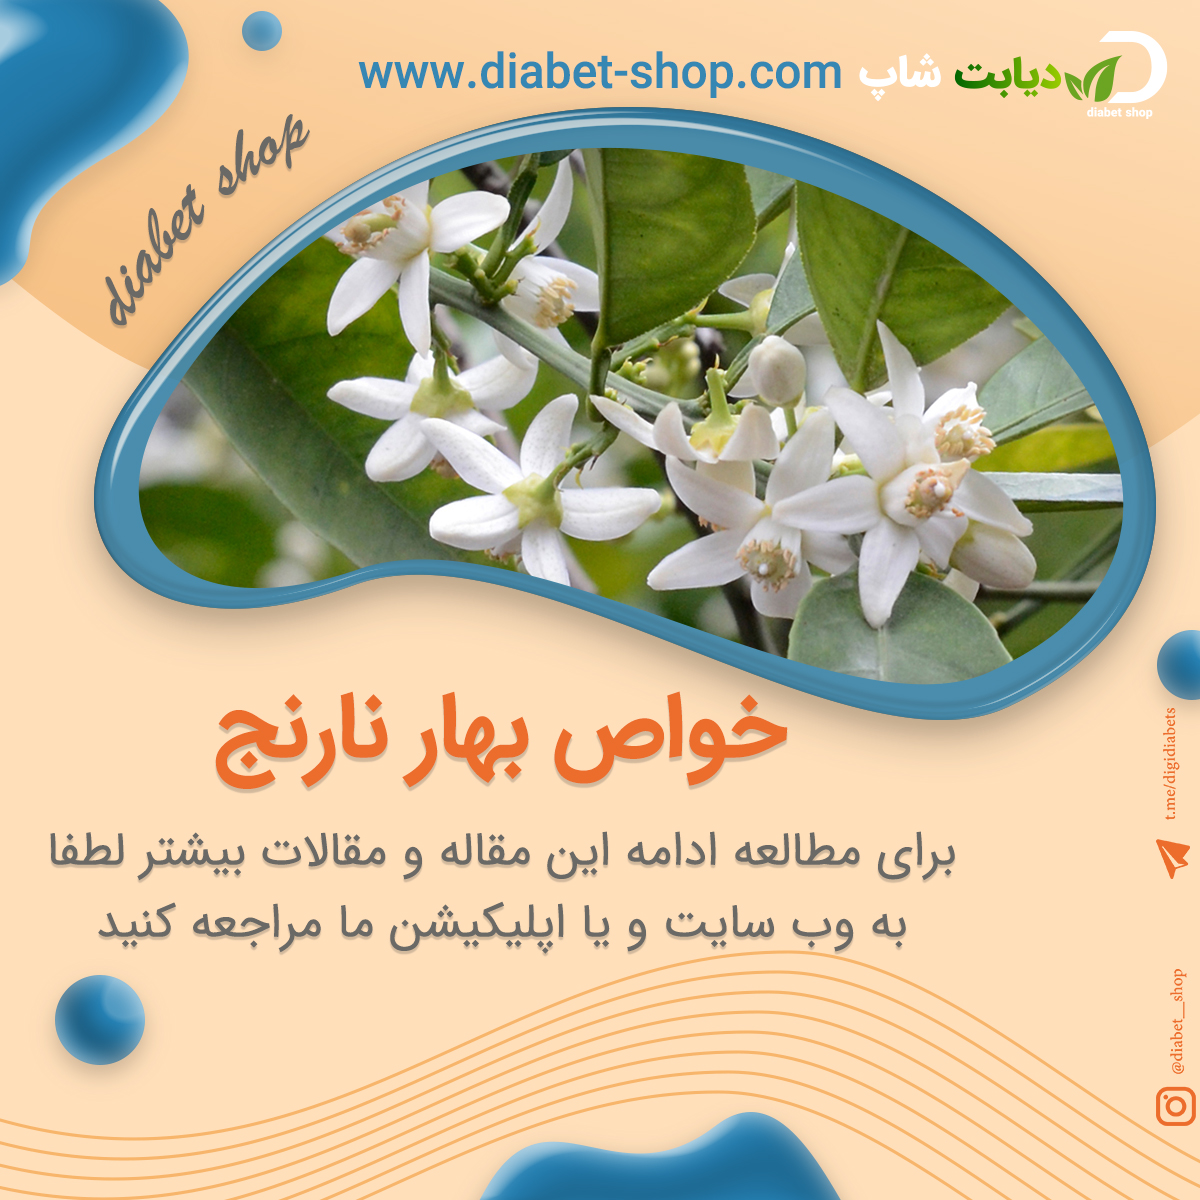 www.diabet-shop.com
دیابت شاپ
diabet shop
diabet shop
خواص بهار نارنج
برای مطالعه ادامه این مقاله و مقالات بیشتر لطفا
به وب سایت و یا اپلیکیشن ما مراجعه کنید
t.me/digidiabets
@diabet__shop